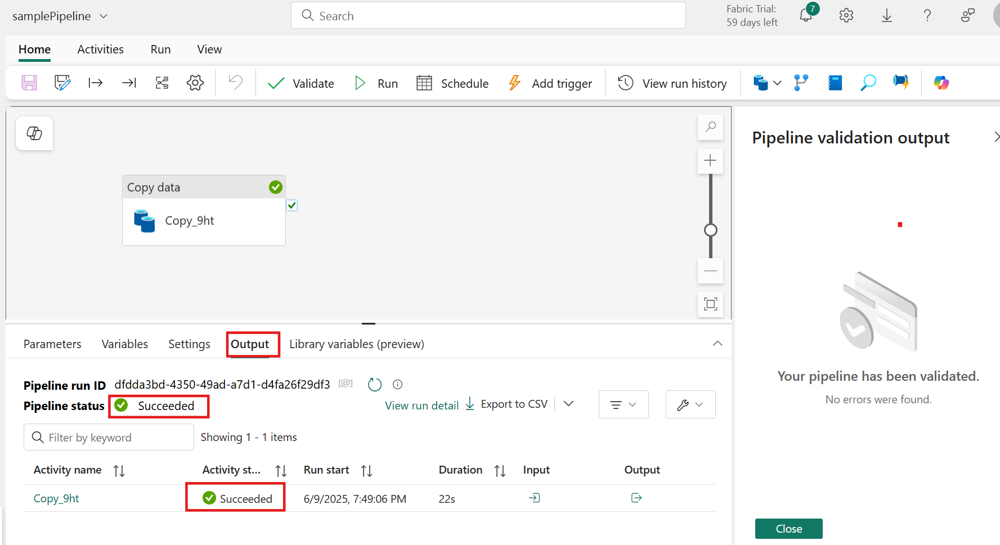 samplePipeline
Search
Fabric Trial:
59 days left
7
Home Activities Run View
Validate Run Schedule Add trigger View run history
Copy data
Copy_9ht
Pipeline validation output
Your pipeline has been validated.
No errors were found.
Close
Parameters Variables Settings Output Library variables (preview)
Pipeline run ID dfdda3bd-4350-49ad-a7d1-d4fa26f29df3 [@]
Pipeline status Succeeded
View run detail Export to CSV
Filter by keyword Showing 1 - 1 items
Activity name Activity st... Run start Duration Input Output
Copy_9ht Succeeded 6/9/2025, 7:49:06 PM 22s